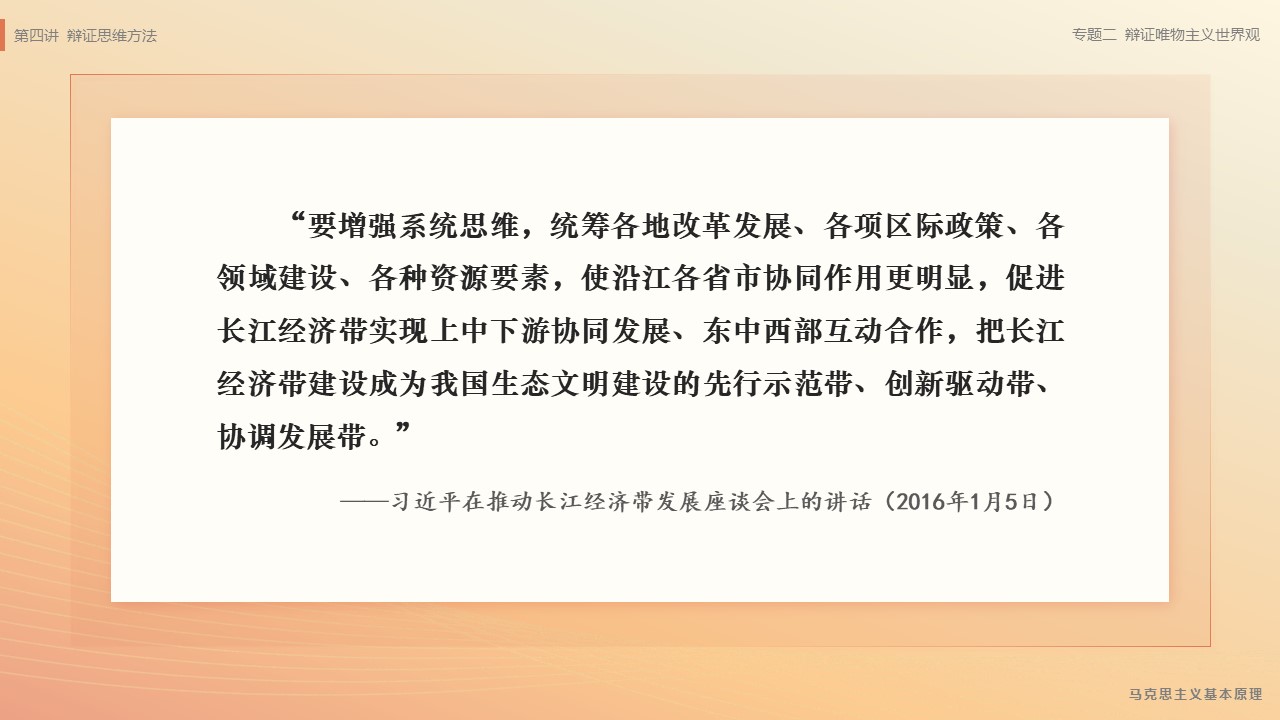 第四讲 辩证思维方法
专题二 辩证唯物主义世界观
“要增强系统思维，统筹各地改革发展、各项区际政策、各
领域建设、各种资源要素，使沿江各省市协同作用更明显，促进
长江经济带实现上中下游协同发展、东中西部互动合作，把长江
经济带建设成为我国生态文明建设的先行示范带、创新驱动带、
协调发展带。”
——习近平在推动长江经济带发展座谈会上的讲话（2016年1月5日）
马克思主义基本原理